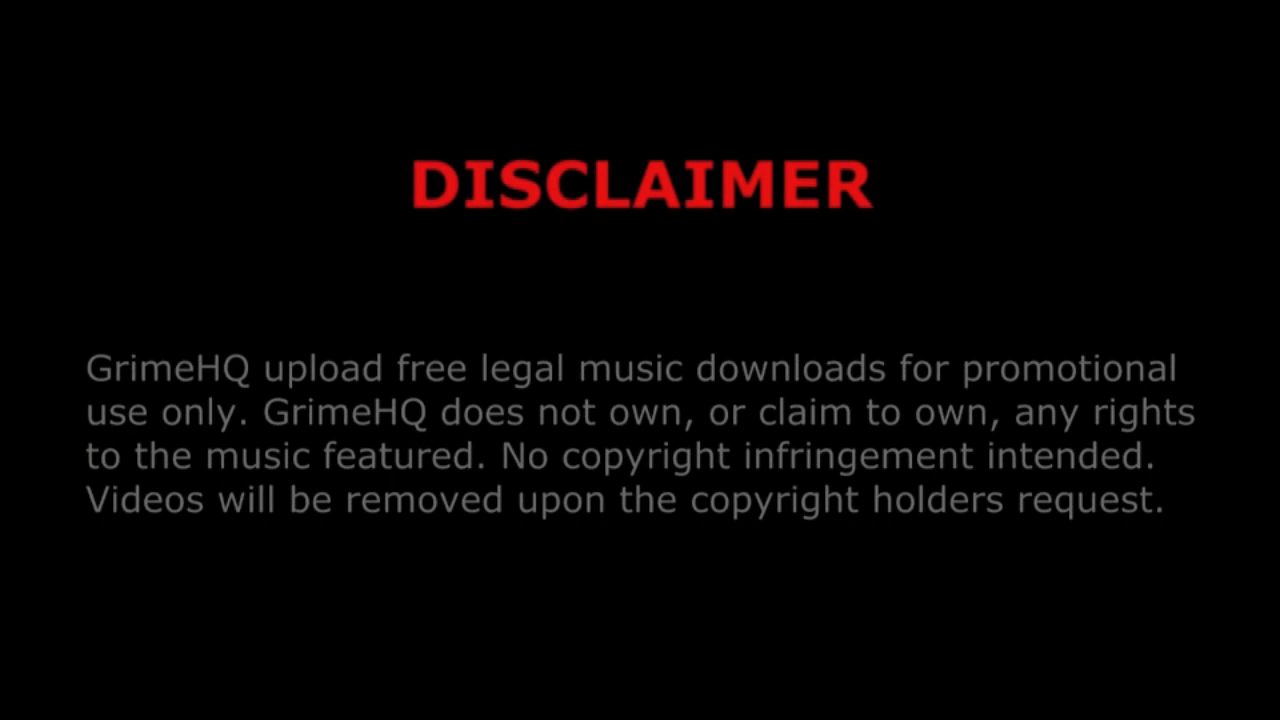 DISCLAIMER
GrimeHQ upload free legal music downloads for promotional
use only. GrimeHQ does not own, or claim to own, any rights
to the music featured. No copyright infringement intended.
Videos will be removed upon the copyright holders request.